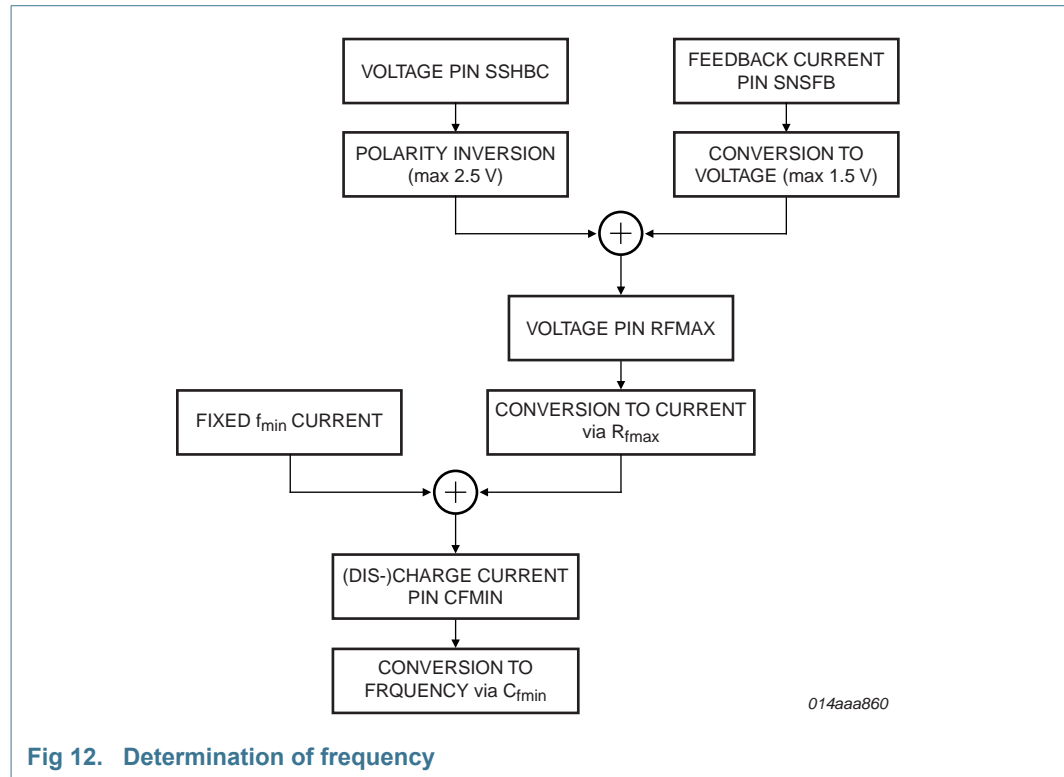 VOLTAGE PIN SSHBC
FEEDBACK CURRENT
PIN SNSFB
POLARITY INVERSION
(max 2.5 V)
CONVERSION TO
VOLTAGE (max 1.5 V)
+
VOLTAGE PIN RFMAX
FIXED fmin CURRENT
CONVERSION TO CURRENT
via Rfmax
+
(DIS-)CHARGE CURRENT
PIN CFMIN
CONVERSION TO
FRQUENCY via Cfmin
014aaa860
Fig 12. Determination of frequency